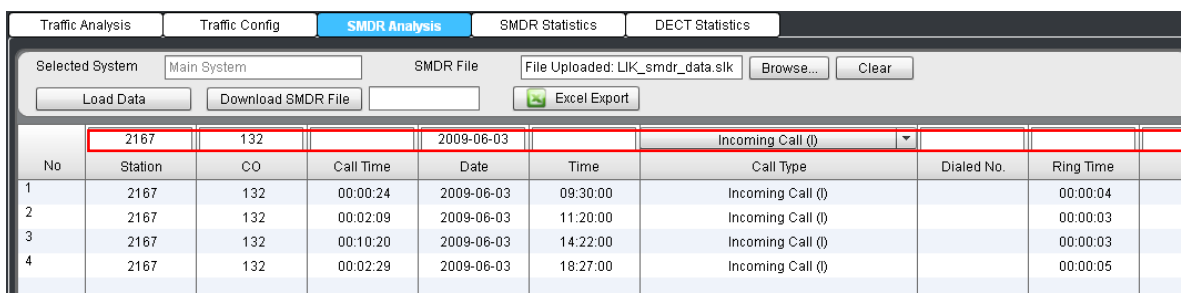 Traffic Analysis Traffic Config SMDR Analysis SMDR Statistics DECT Statistics
Selected System Main System SMDR File File Uploaded: LIK_smdr_data.slk Browse... Clear
Load Data Download SMDR File Excel Export
2167 132 2009-06-03 Incoming Call (I)
No Station CO Call Time Date Time Call Type Dialed No. Ring Time
1 2167 132 00:00:24 2009-06-03 09:30:00 Incoming Call (I) 00:00:04
2 2167 132 00:02:09 2009-06-03 11:20:00 Incoming Call (I) 00:00:03
3 2167 132 00:10:20 2009-06-03 14:22:00 Incoming Call (I) 00:00:03
4 2167 132 00:02:29 2009-06-03 18:27:00 Incoming Call (I) 00:00:05